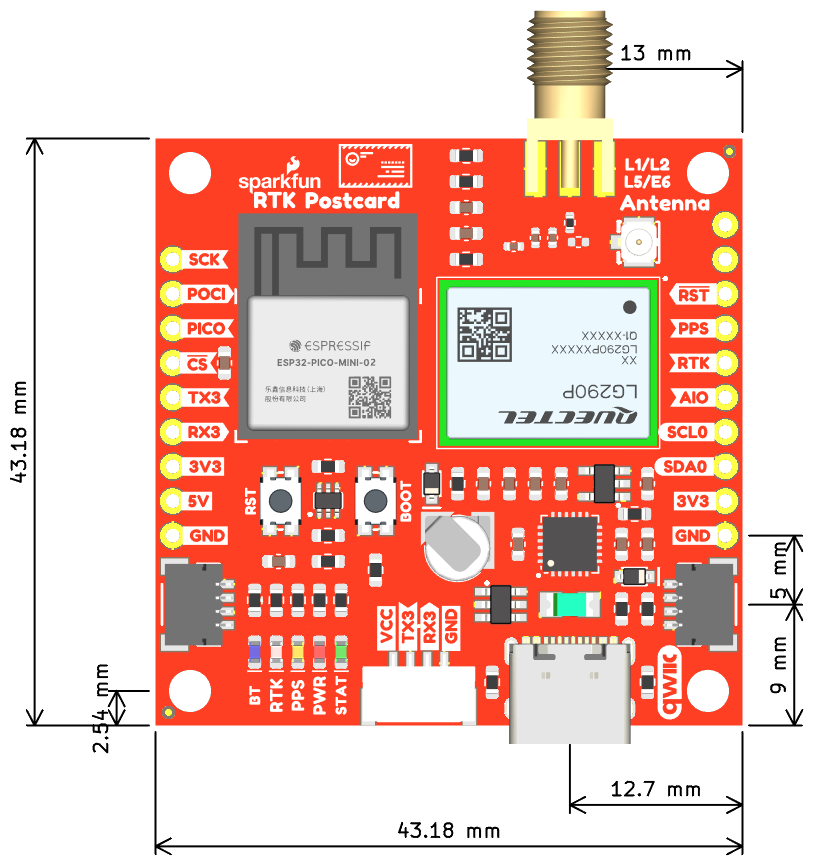 13 mm
sparkfun
RTK Postcard
L1/L2
L5/E6
Antenna
SCK
POCI
PICO
CS
TX3
RX3
3V3
5V
GND
RST
PPS
RTK
AIO
SCL0
SDA0
3V3
GND
ESPRESSIF
ESP32-PICO-MINI-02
乐鑫信息科技(上海)
股份有限公司
QUECTEL
LG290P
XX
LG290PXXXXX
Q1-XXXXX
43.18 mm
RST
BOOT
VCC
TX3
RX3
GND
BT
RTK
PPS
PWR
STAT
qwiic
5 mm
9 mm
2.54 mm
12.7 mm
43.18 mm